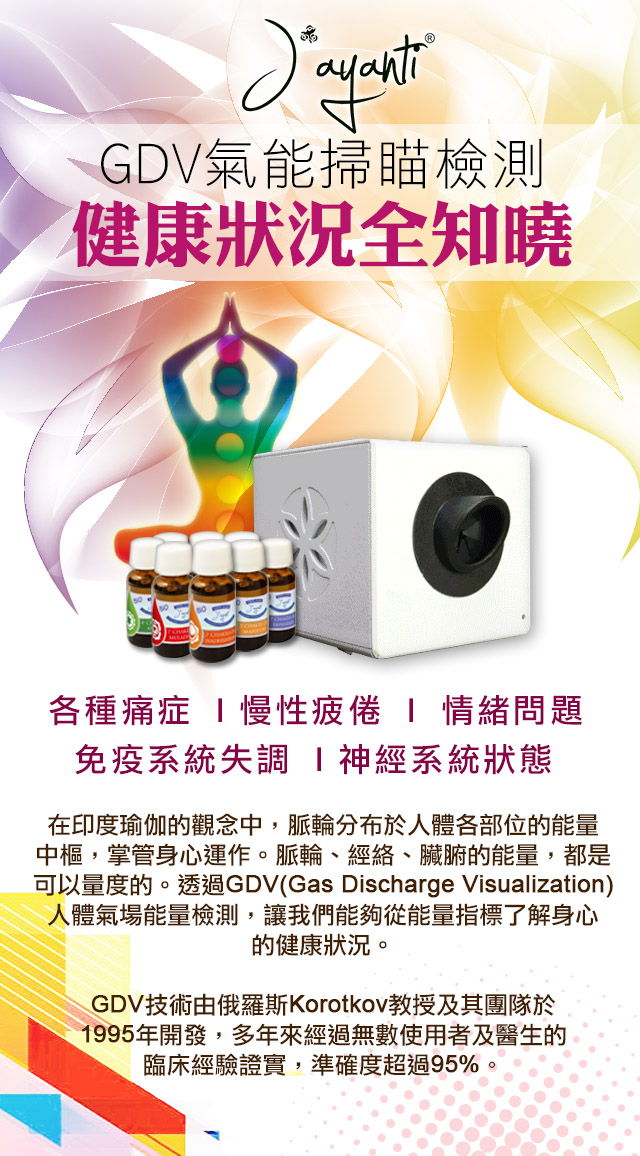 Jayanti®
GDV氣能掃瞄檢測
健康狀況全知曉
各種痛症 I 慢性疲倦 I 情緒問題
免疫系統失調 I 神經系統狀態
在印度瑜伽的觀念中，脈輪分布於人體各部位的能量
中樞，掌管身心運作。脈輪、經絡、臟腑的能量，都是
可以量度的。透過GDV(Gas Discharge Visualization)
人體氣場能量檢測，讓我們能夠從能量指標了解身心
的健康狀況。
GDV技術由俄羅斯Korotkov教授及其團隊於
1995年開發，多年來經過無數使用者及醫生的
臨床經驗證實，準確度超過95%。